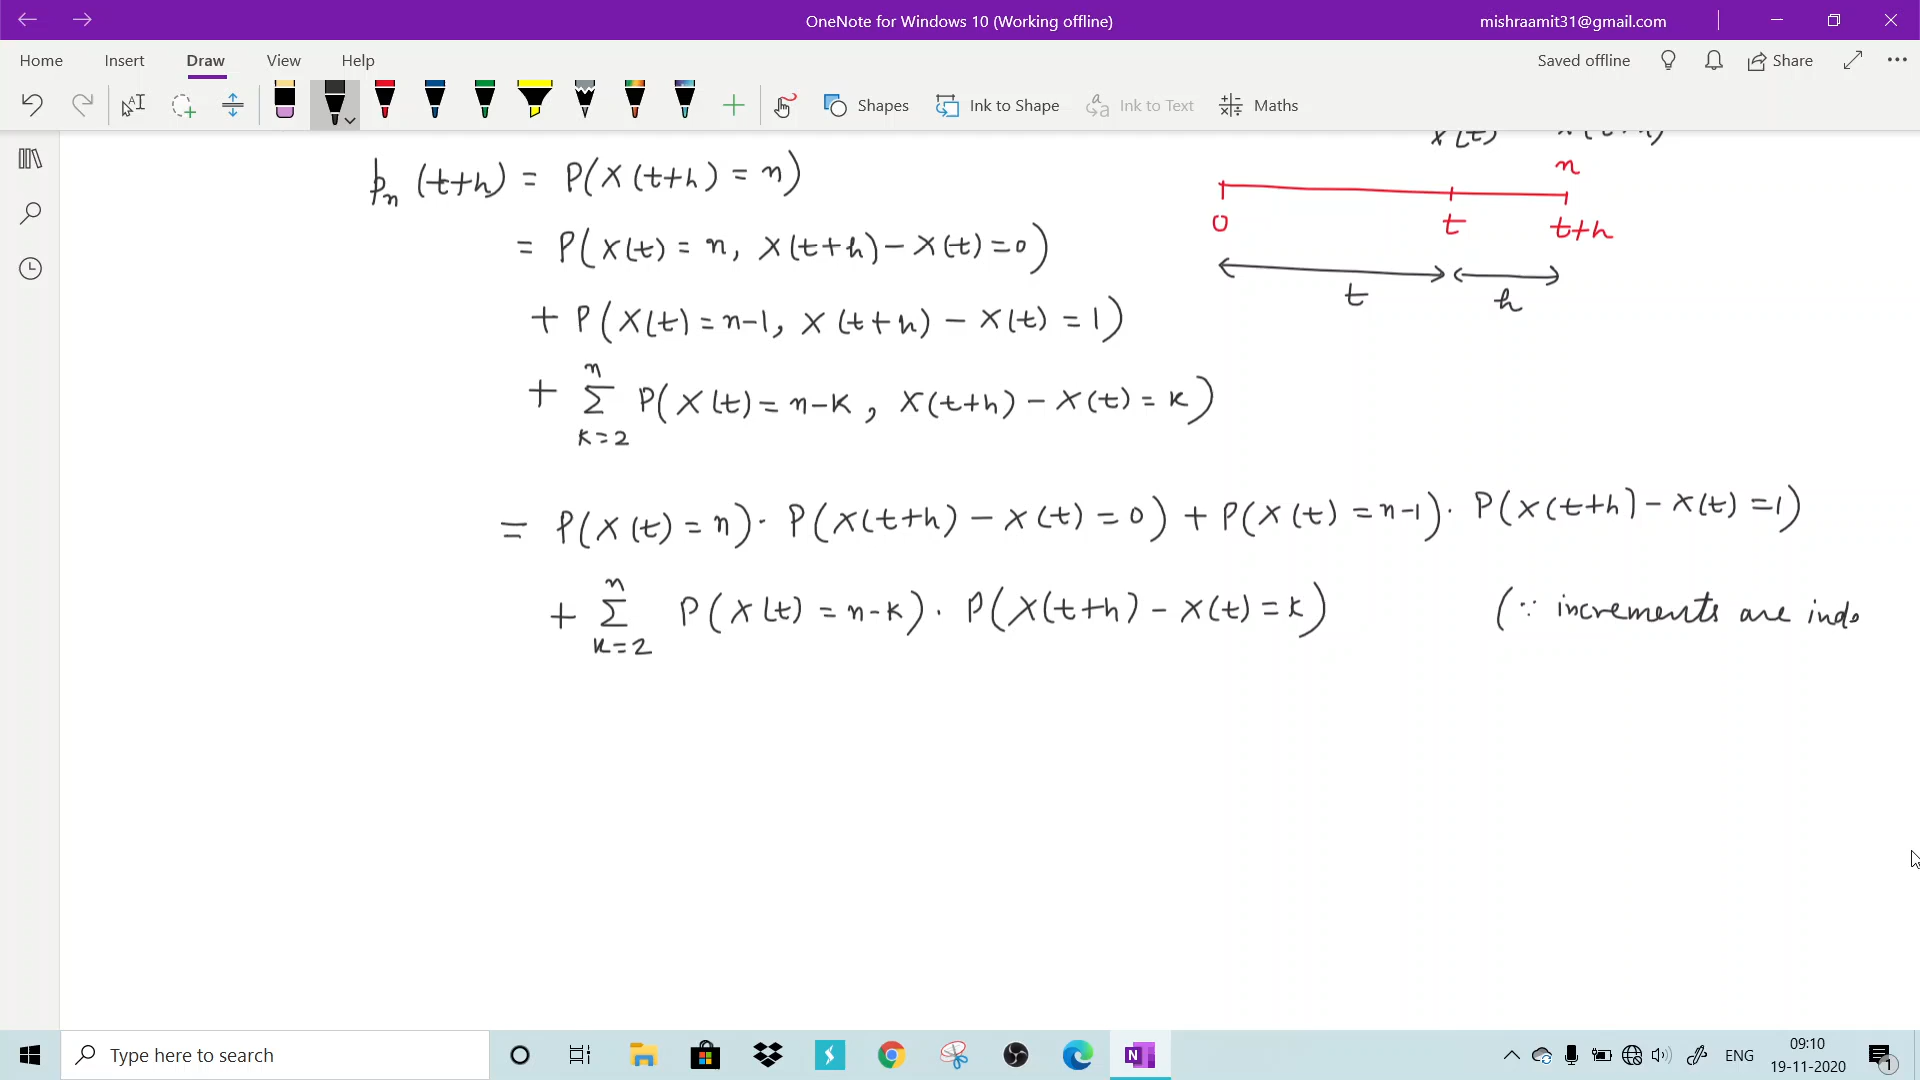 OneNote for Windows 10 (Working offline)
mishraamit31@gmail.com
Home Insert Draw View Help
Saved offline Share
Shapes Ink to Shape Ink to Text Maths
X(t)
n
0 t t+h
t h
pₙ(t+h) = P(X(t+h) = n)
= P(X(t) = n, X(t+h) − X(t) = 0)
+ P(X(t) = n-1, X(t+h) − X(t) = 1)
+ Σ_{k=2}^{n} P(X(t) = n-k, X(t+h) − X(t) = k)
= P(X(t) = n) · P(X(t+h) − X(t) = 0) + P(X(t) = n-1) · P(X(t+h) − X(t) = 1)
+ Σ_{k=2}^{n} P(X(t) = n-k) · P(X(t+h) − X(t) = k) (∵ increments are inde
Type here to search
ENG
09:10
19-11-2020
1